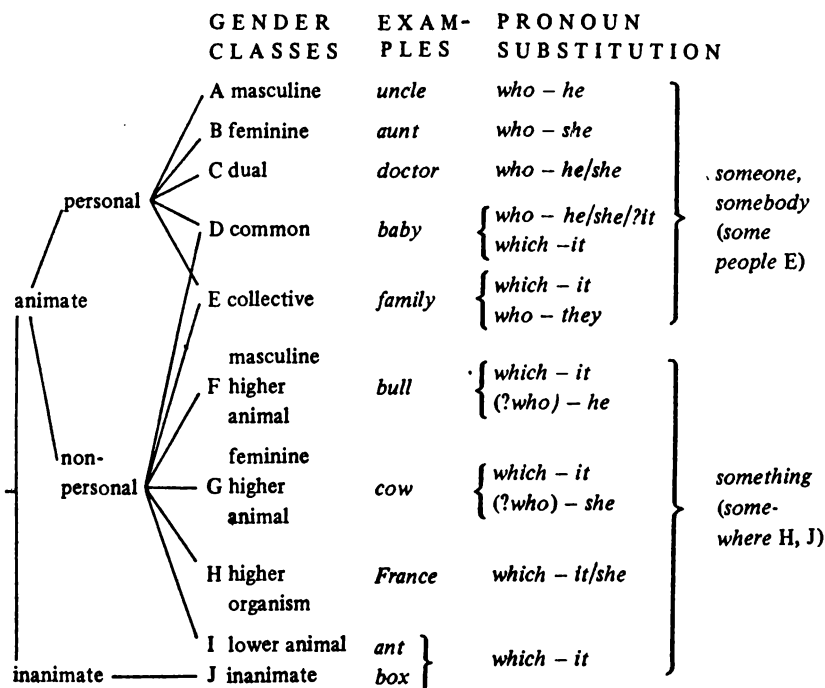 GENDER EXAM- PRONOUN
CLASSES PLES SUBSTITUTION
A masculine uncle who – he
B feminine aunt who – she
C dual doctor who – he/she
personal
D common baby who – he/she/?it
which –it
animate
E collective family which – it
who – they
someone,
somebody
(some
people E)
masculine
F higher bull which – it
animal (?who) – he
non-
personal
feminine
G higher cow which – it
animal (?who) – she
something
(some-
where H, J)
H higher France which – it/she
organism
I lower animal ant
inanimate J inanimate box which – it